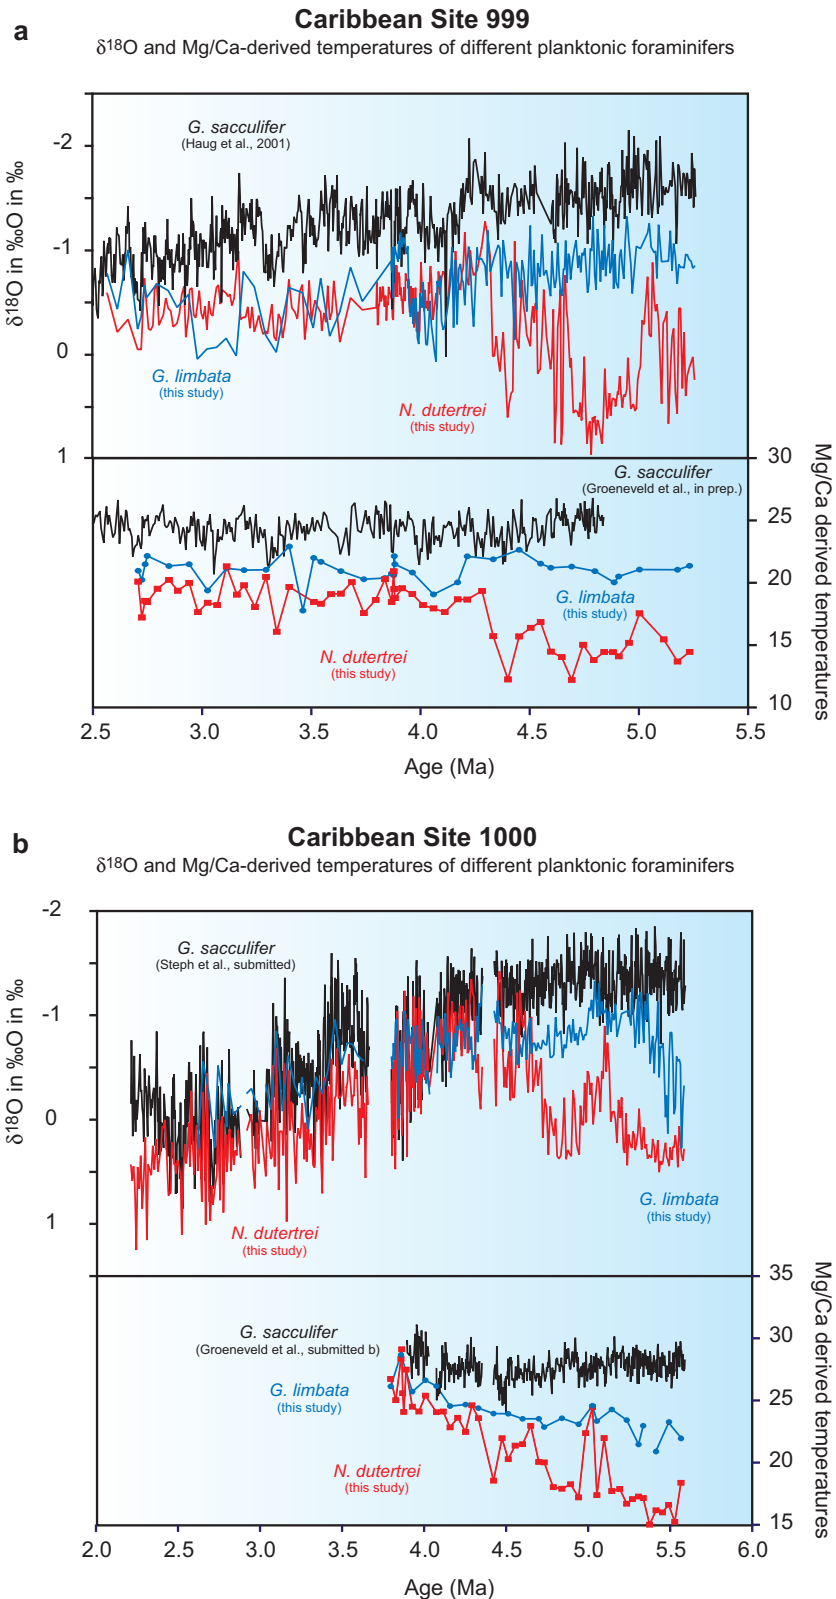 a
Caribbean Site 999
δ18O and Mg/Ca-derived temperatures of different planktonic foraminifers
G. sacculifer
(Haug et al., 2001)
-2
-1
0
1
δ18O in ‰O in ‰
G. limbata
(this study)
N. dutertrei
(this study)
G. sacculifer
(Groeneveld et al., in prep.)
30
25
20
15
10
Mg/Ca derived temperatures
G. limbata
(this study)
N. dutertrei
(this study)
2.5 3.0 3.5 4.0 4.5 5.0 5.5
Age (Ma)
b
Caribbean Site 1000
δ18O and Mg/Ca-derived temperatures of different planktonic foraminifers
-2
-1
0
1
δ18O in ‰O in ‰
G. sacculifer
(Steph et al., submitted)
G. limbata
(this study)
N. dutertrei
(this study)
35
30
25
20
15
Mg/Ca derived temperatures
G. sacculifer
(Groeneveld et al., submitted b)
G. limbata
(this study)
N. dutertrei
(this study)
2.0 2.5 3.0 3.5 4.0 4.5 5.0 5.5 6.0
Age (Ma)